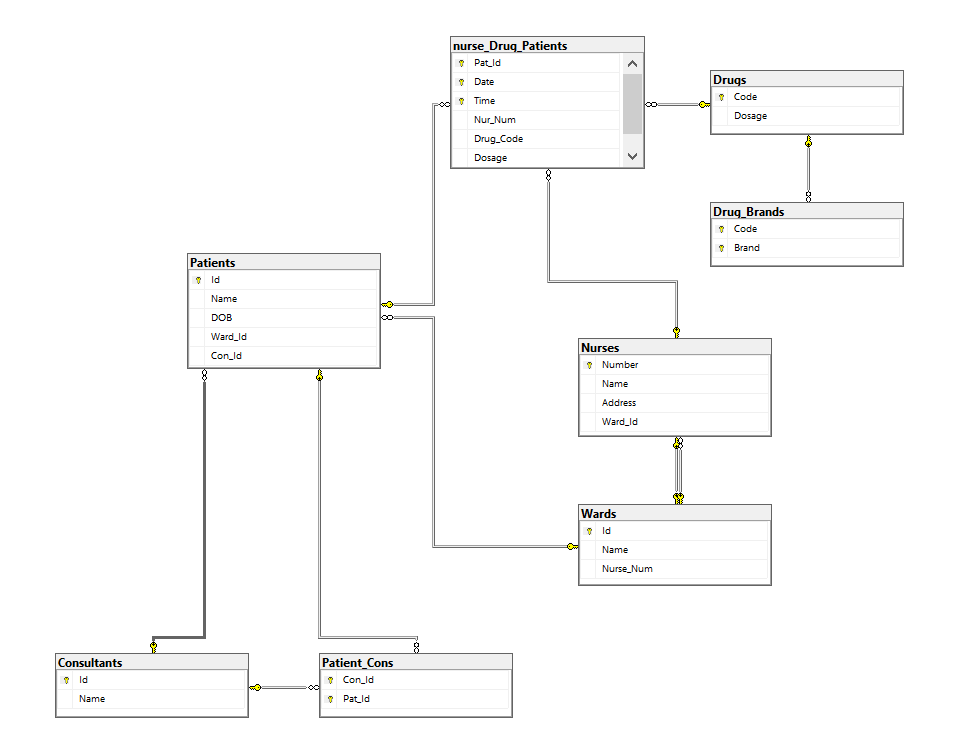 nurse_Drug_Patients
Pat_Id
Date
Time
Nur_Num
Drug_Code
Dosage
Drugs
Code
Dosage
Drug_Brands
Code
Brand
Patients
Id
Name
DOB
Ward_Id
Con_Id
Nurses
Number
Name
Address
Ward_Id
Wards
Id
Name
Nurse_Num
Consultants
Id
Name
Patient_Cons
Con_Id
Pat_Id